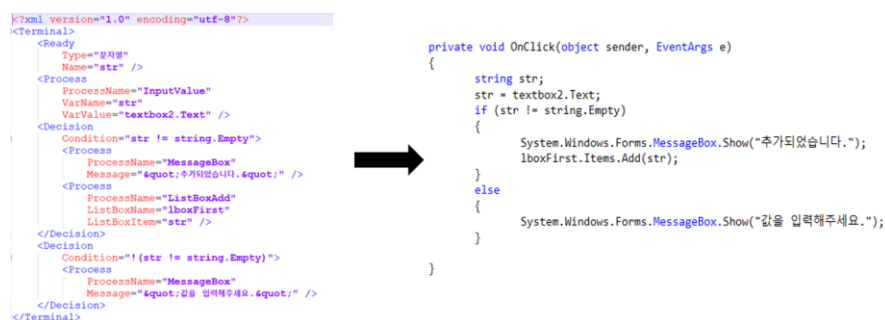 <?xml version="1.0" encoding="utf-8"?>
<Terminal>
<Ready
Type="문자열"
Name="str" />
<Process
ProcessName="InputValue"
VarName="str"
VarValue="textbox2.Text" />
<Decision
Condition="str != string.Empty">
<Process
ProcessName="MessageBox"
Message="&quot;추가되었습니다.&quot;" />
<Process
ProcessName="ListBoxAdd"
ListBoxName="lboxFirst"
ListBoxItem="str" />
</Decision>
<Decision
Condition="!(str != string.Empty)">
<Process
ProcessName="MessageBox"
Message="&quot;값을 입력해주세요.&quot;" />
</Decision>
</Terminal>
private void OnClick(object sender, EventArgs e)
{
string str;
str = textbox2.Text;
if (str != string.Empty)
{
System.Windows.Forms.MessageBox.Show("추가되었습니다.");
lboxFirst.Items.Add(str);
}
else
{
System.Windows.Forms.MessageBox.Show("값을 입력해주세요.");
}
}